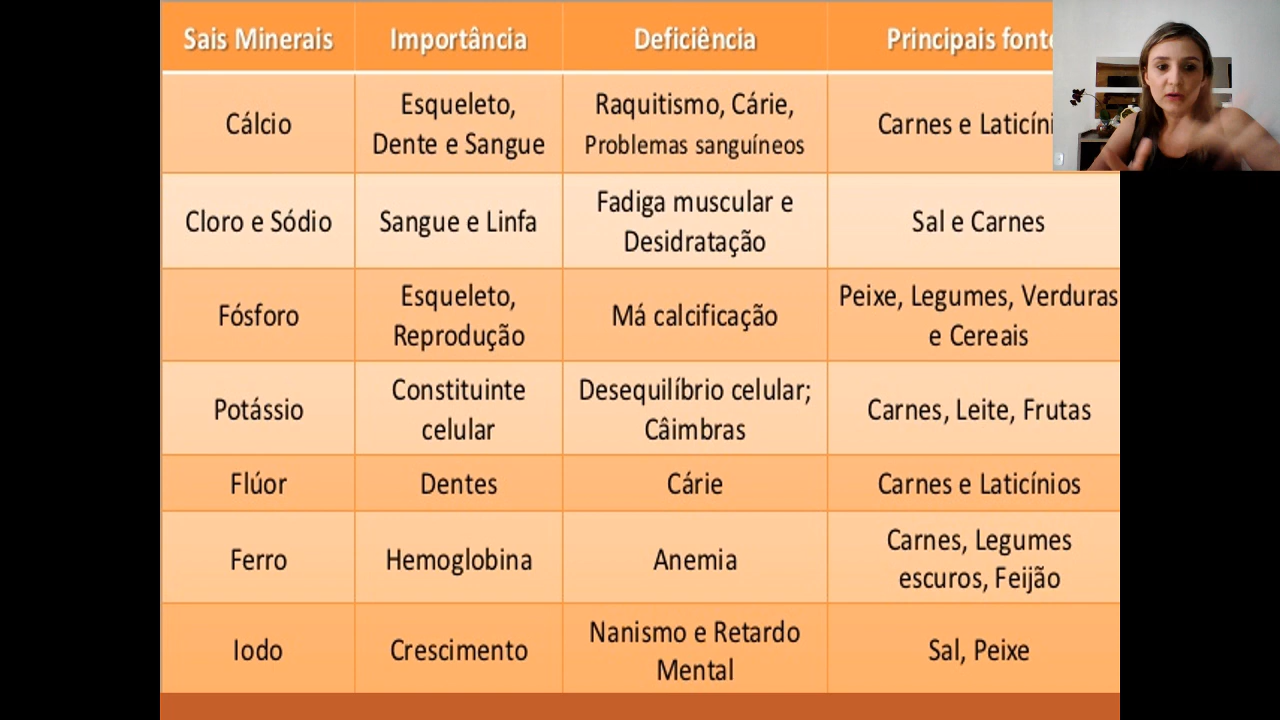 Sais Minerais Importância Deficiência Principais
Cálcio
Esqueleto,
Dente e Sangue
Raquitismo, Cárie,
Problemas sanguíneos
Carnes e
Cloro e Sódio
Sangue e Linfa
Fadiga muscular e
Desidratação
Sal e Carnes
Fósforo
Esqueleto,
Reprodução
Má calcificação
Peixe, Legumes, Verduras
e Cereais
Potássio
Constituinte
celular
Desequilíbrio celular;
Câimbras
Carnes, Leite, Frutas
Flúor
Dentes
Cárie
Carnes e Laticínios
Ferro
Hemoglobina
Anemia
Carnes, Legumes
escuros, Feijão
Iodo
Crescimento
Nanismo e Retardo
Mental
Sal, Peixe